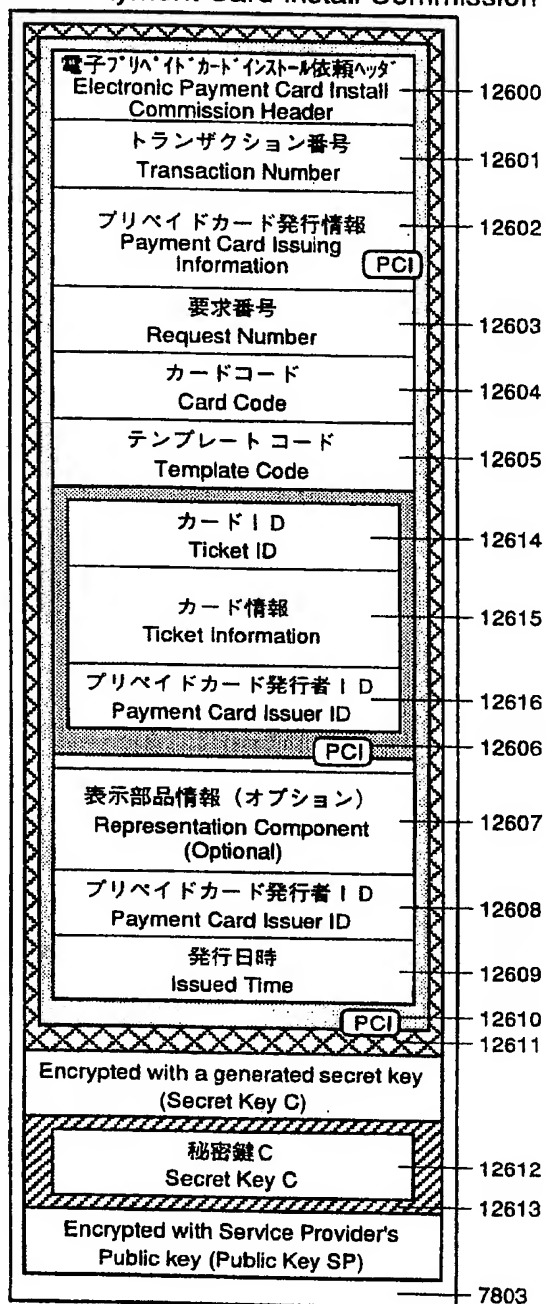 Payment Card Install Commission
電子プリペイドカードインストール依頼ヘッダ
Electronic Payment Card Install
Commission Header
12600
トランザクション番号
Transaction Number
12601
プリペイドカード発行情報
Payment Card Issuing
Information
PCI
12602
要求番号
Request Number
12603
カードコード
Card Code
12604
テンプレートコード
Template Code
12605
カードID
Ticket ID
12614
カード情報
Ticket Information
12615
プリペイドカード発行者ID
Payment Card Issuer ID
12616
PCI
12606
表示部品情報（オプション）
Representation Component
(Optional)
12607
プリペイドカード発行者ID
Payment Card Issuer ID
12608
発行日時
Issued Time
12609
PCI
12610
12611
Encrypted with a generated secret key
(Secret Key C)
秘密鍵C
Secret Key C
12612
12613
Encrypted with Service Provider's
Public key (Public Key SP)
7803